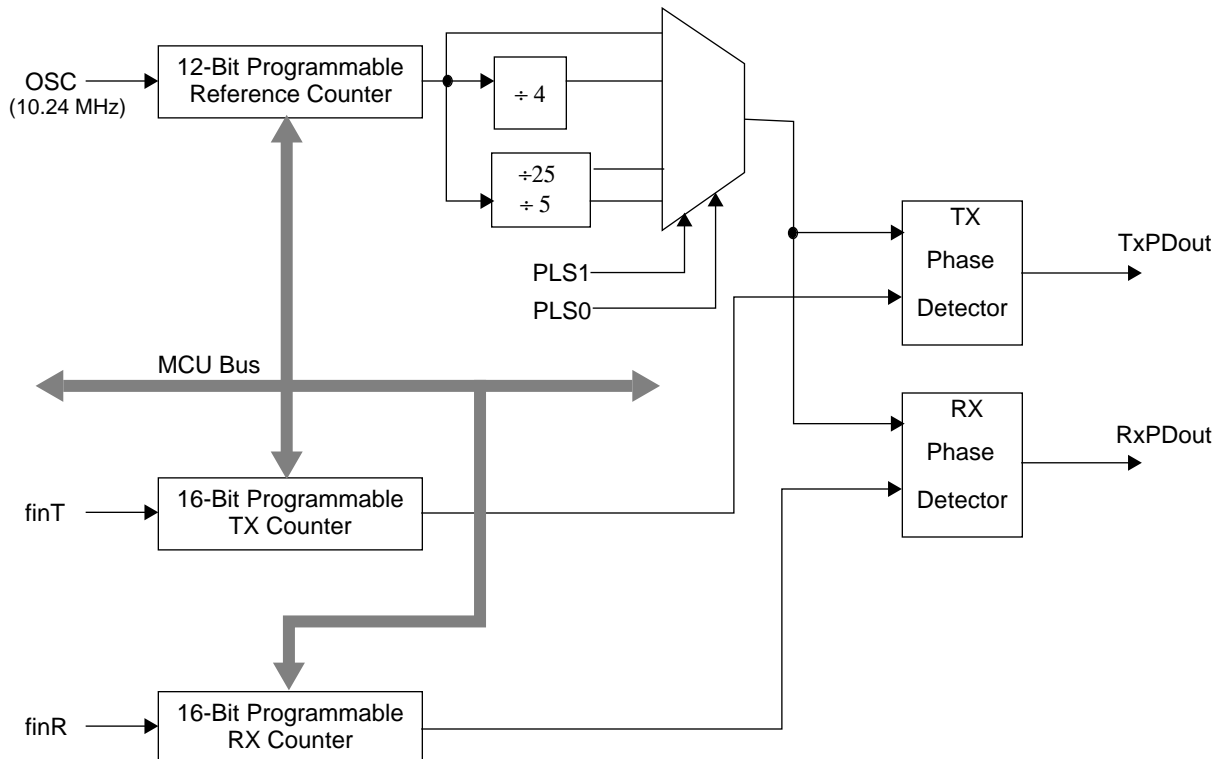 12-Bit Programmable
Reference Counter
OSC
(10.24 MHz)
÷ 4
÷25
÷ 5
PLS1
PLS0
TX
Phase
Detector
TxPDout
MCU Bus
RX
Phase
Detector
RxPDout
finT
16-Bit Programmable
TX Counter
finR
16-Bit Programmable
RX Counter